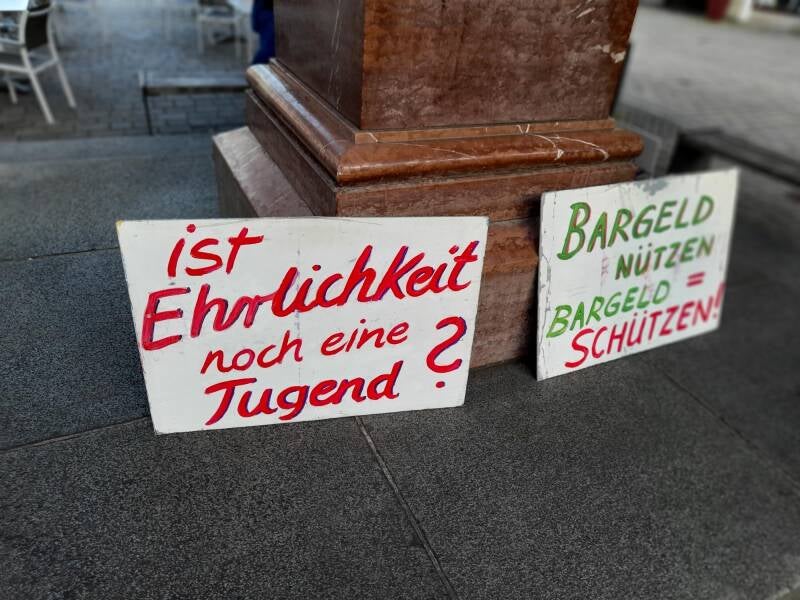 ist
Ehrlichkeit
noch eine
Tugend?
BARGELD
NÜTZEN
=
BARGELD
SCHÜTZEN!